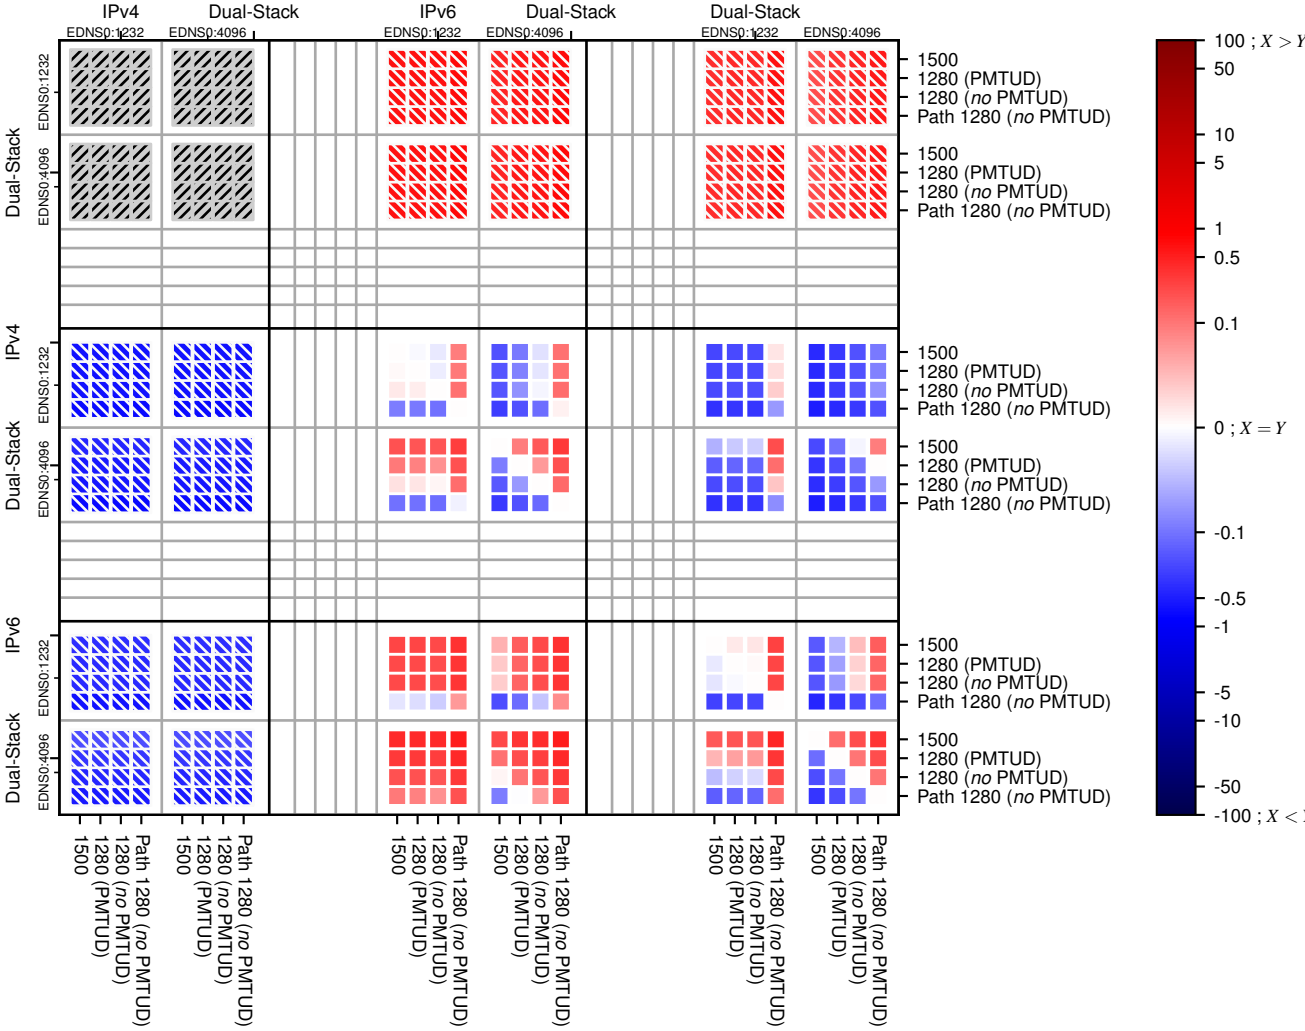 IPv4 Dual-Stack IPv6 Dual-Stack Dual-Stack
EDNS0:1232 EDNS0:4096 EDNS0:1232 EDNS0:4096 EDNS0:1232 EDNS0:4096
Dual-Stack
EDNS0:1232
1500
1280 (PMTUD)
1280 (no PMTUD)
Path 1280 (no PMTUD)
EDNS0:4096
1500
1280 (PMTUD)
1280 (no PMTUD)
Path 1280 (no PMTUD)
IPv4
Dual-Stack
EDNS0:1232
1500
1280 (PMTUD)
1280 (no PMTUD)
Path 1280 (no PMTUD)
EDNS0:4096
1500
1280 (PMTUD)
1280 (no PMTUD)
Path 1280 (no PMTUD)
IPv6
Dual-Stack
EDNS0:1232
1500
1280 (PMTUD)
1280 (no PMTUD)
Path 1280 (no PMTUD)
EDNS0:4096
1500
1280 (PMTUD)
1280 (no PMTUD)
Path 1280 (no PMTUD)
1500
1280 (PMTUD)
1280 (no PMTUD)
Path 1280 (no PMTUD)
1500
1280 (PMTUD)
1280 (no PMTUD)
Path 1280 (no PMTUD)
1500
1280 (PMTUD)
1280 (no PMTUD)
Path 1280 (no PMTUD)
1500
1280 (PMTUD)
1280 (no PMTUD)
Path 1280 (no PMTUD)
1500
1280 (PMTUD)
1280 (no PMTUD)
Path 1280 (no PMTUD)
1500
1280 (PMTUD)
1280 (no PMTUD)
Path 1280 (no PMTUD)
100 ; X > Y
50
10
5
1
0.5
0.1
0 ; X = Y
-0.1
-0.5
-1
-5
-10
-50
-100 ; X <